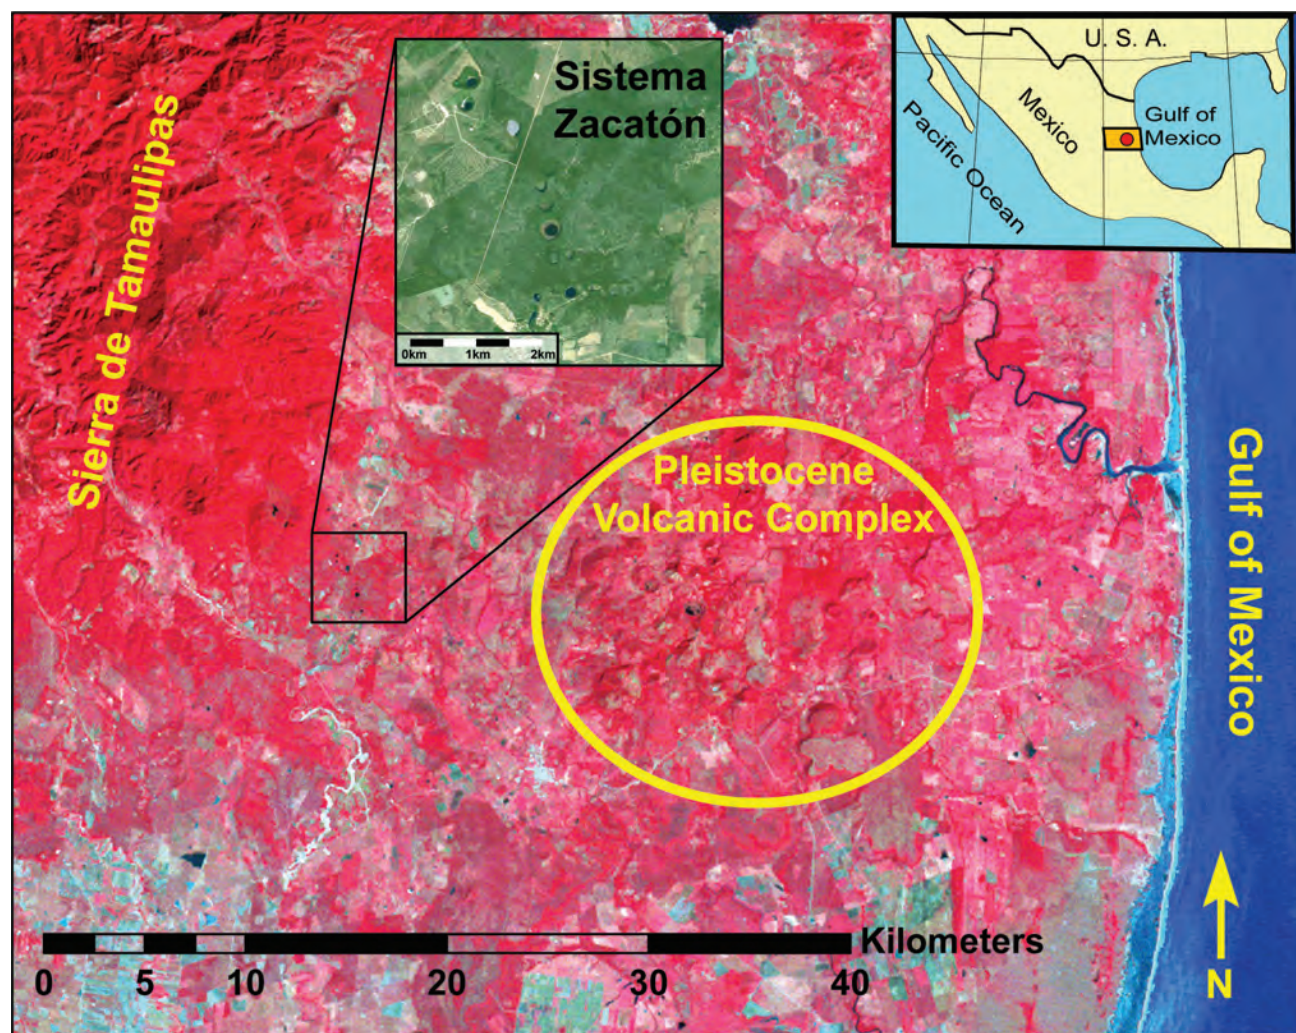 Sistema
Zacatón
U. S. A.
Mexico
Gulf of
Mexico
Pacific Ocean
Sierra de Tamaulipas
0km 1km 2km
Pleistocene
Volcanic Complex
Gulf of Mexico
Kilometers
0 5 10 20 30 40
N